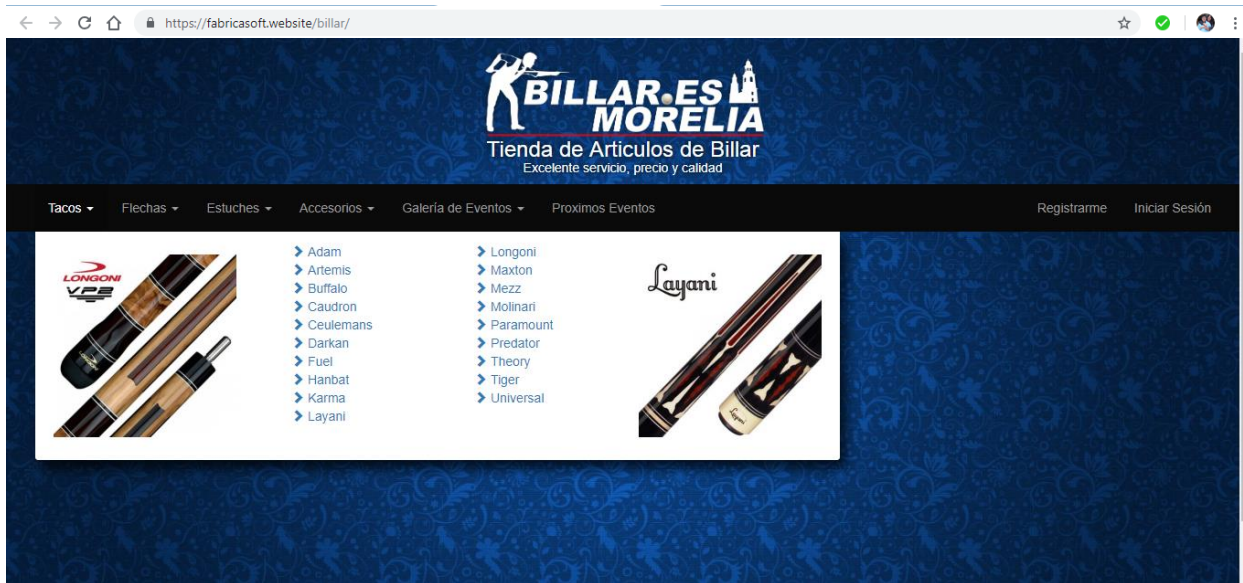 https://fabricasoft.website/billar/
BILLAR.ES
MORELIA
Tienda de Articulos de Billar
Excelente servicio, precio y calidad
Tacos
Flechas
Estuches
Accesorios
Galería de Eventos
Proximos Eventos
Registrarme
Iniciar Sesión
LONGONI
VP2
Adam
Artemis
Buffalo
Caudron
Ceulemans
Darkan
Fuel
Hanbat
Karma
Layani
Longoni
Maxton
Mezz
Molinari
Paramount
Predator
Theory
Tiger
Universal
Layani
Layani